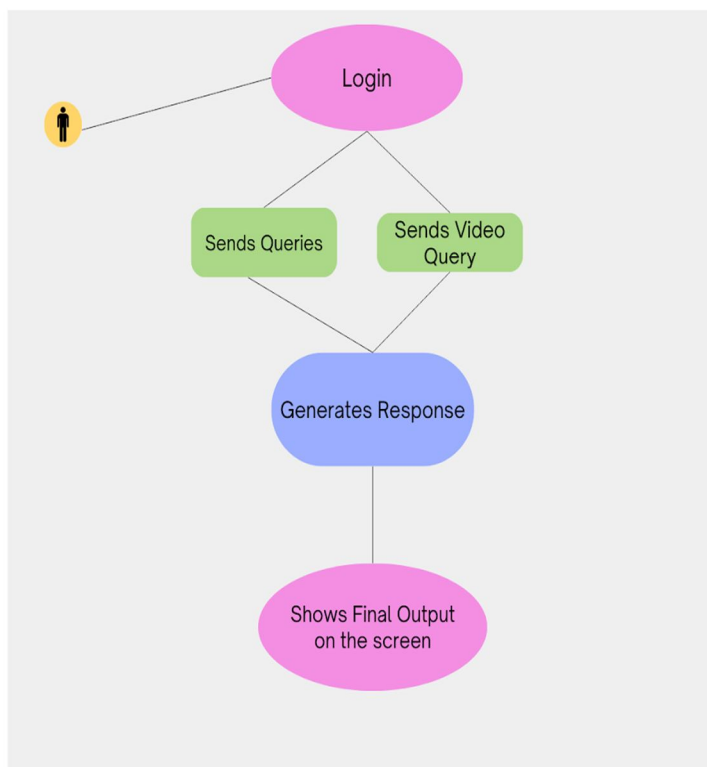 Login
Sends Queries
Sends Video
Query
Generates Response
Shows Final Output
on the screen